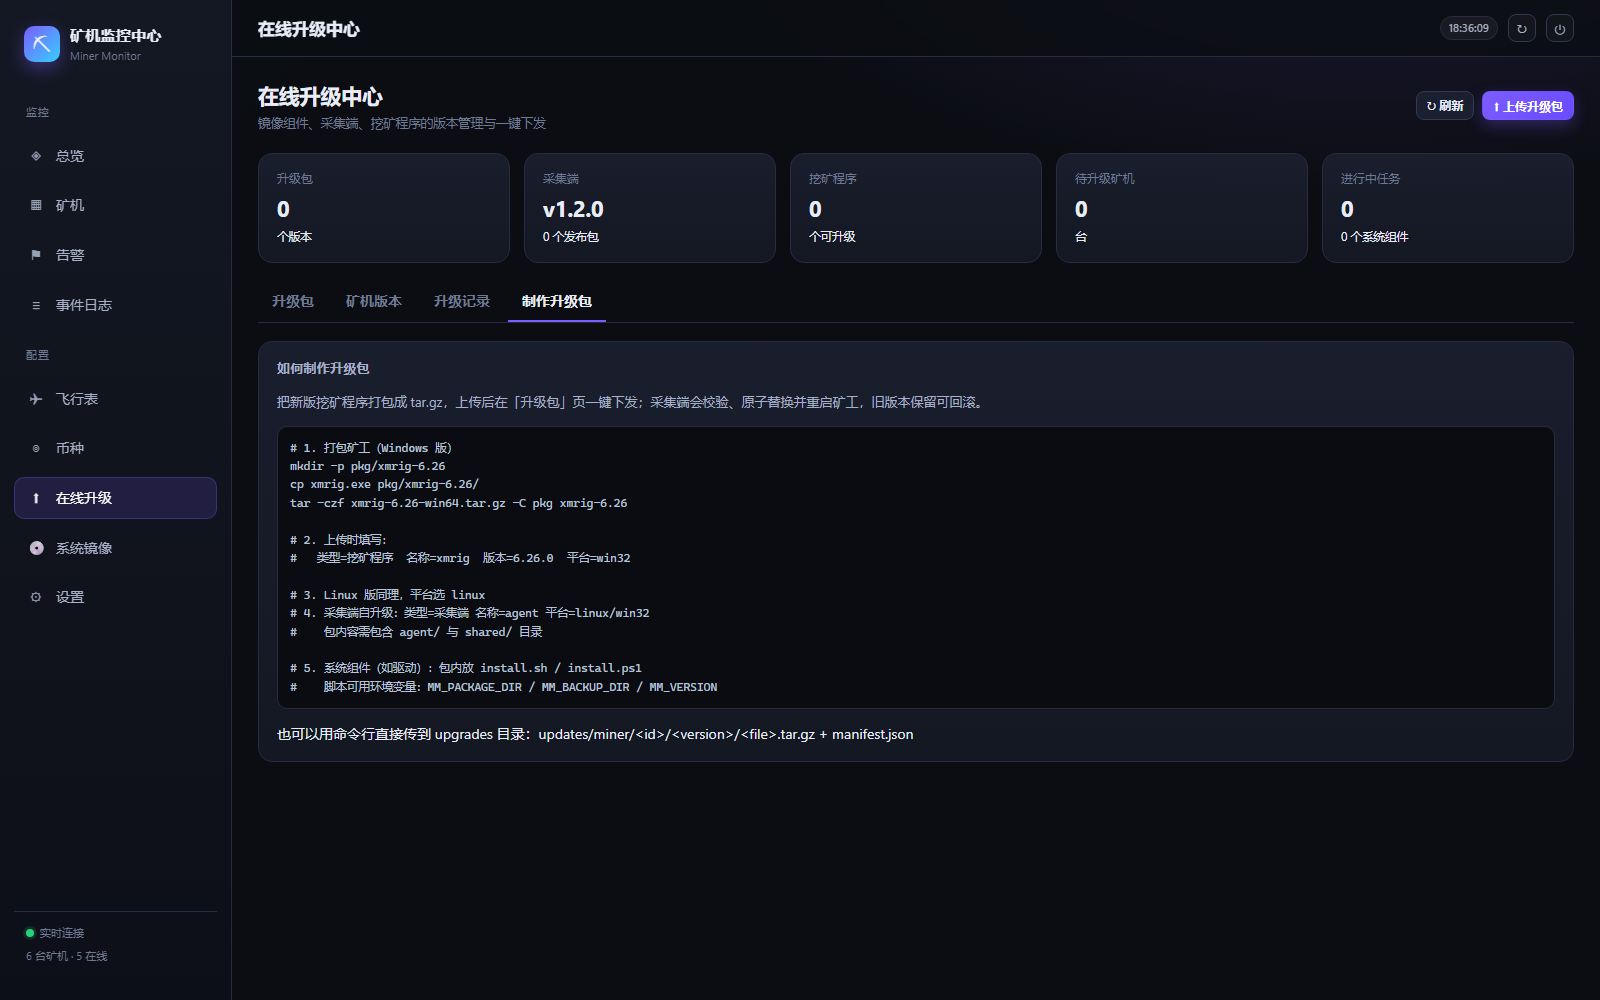 矿机监控中心
Miner Monitor
监控
总览
矿机
告警
事件日志
配置
飞行表
币种
在线升级
系统镜像
设置
实时连接
6 台矿机 · 5 在线
在线升级中心
18:36:09
在线升级中心
镜像组件、采集端、挖矿程序的版本管理与一键下发
↻ 刷新
⬆ 上传升级包
升级包
0
个版本
采集端
v1.2.0
0 个发布包
挖矿程序
0
个可升级
待升级矿机
0
台
进行中任务
0
0 个系统组件
升级包
矿机版本
升级记录
制作升级包
如何制作升级包
把新版挖矿程序打包成 tar.gz，上传后在「升级包」页一键下发；采集端会校验、原子替换并重启矿工，旧版本保留可回滚。
# 1. 打包矿工（Windows 版）
mkdir -p pkg/xmrig-6.26
cp xmrig.exe pkg/xmrig-6.26/
tar -czf xmrig-6.26-win64.tar.gz -C pkg xmrig-6.26
# 2. 上传时填写:
#   类型=挖矿程序  名称=xmrig  版本=6.26.0  平台=win32
# 3. Linux 版同理，平台选 linux
# 4. 采集端自升级: 类型=采集端 名称=agent 平台=linux/win32
#    包内容需包含 agent/ 与 shared/ 目录
# 5. 系统组件（如驱动）: 包内放 install.sh / install.ps1
#    脚本可用环境变量: MM_PACKAGE_DIR / MM_BACKUP_DIR / MM_VERSION
也可以用命令行直接传到 upgrades 目录：updates/miner/<id>/<version>/<file>.tar.gz + manifest.json